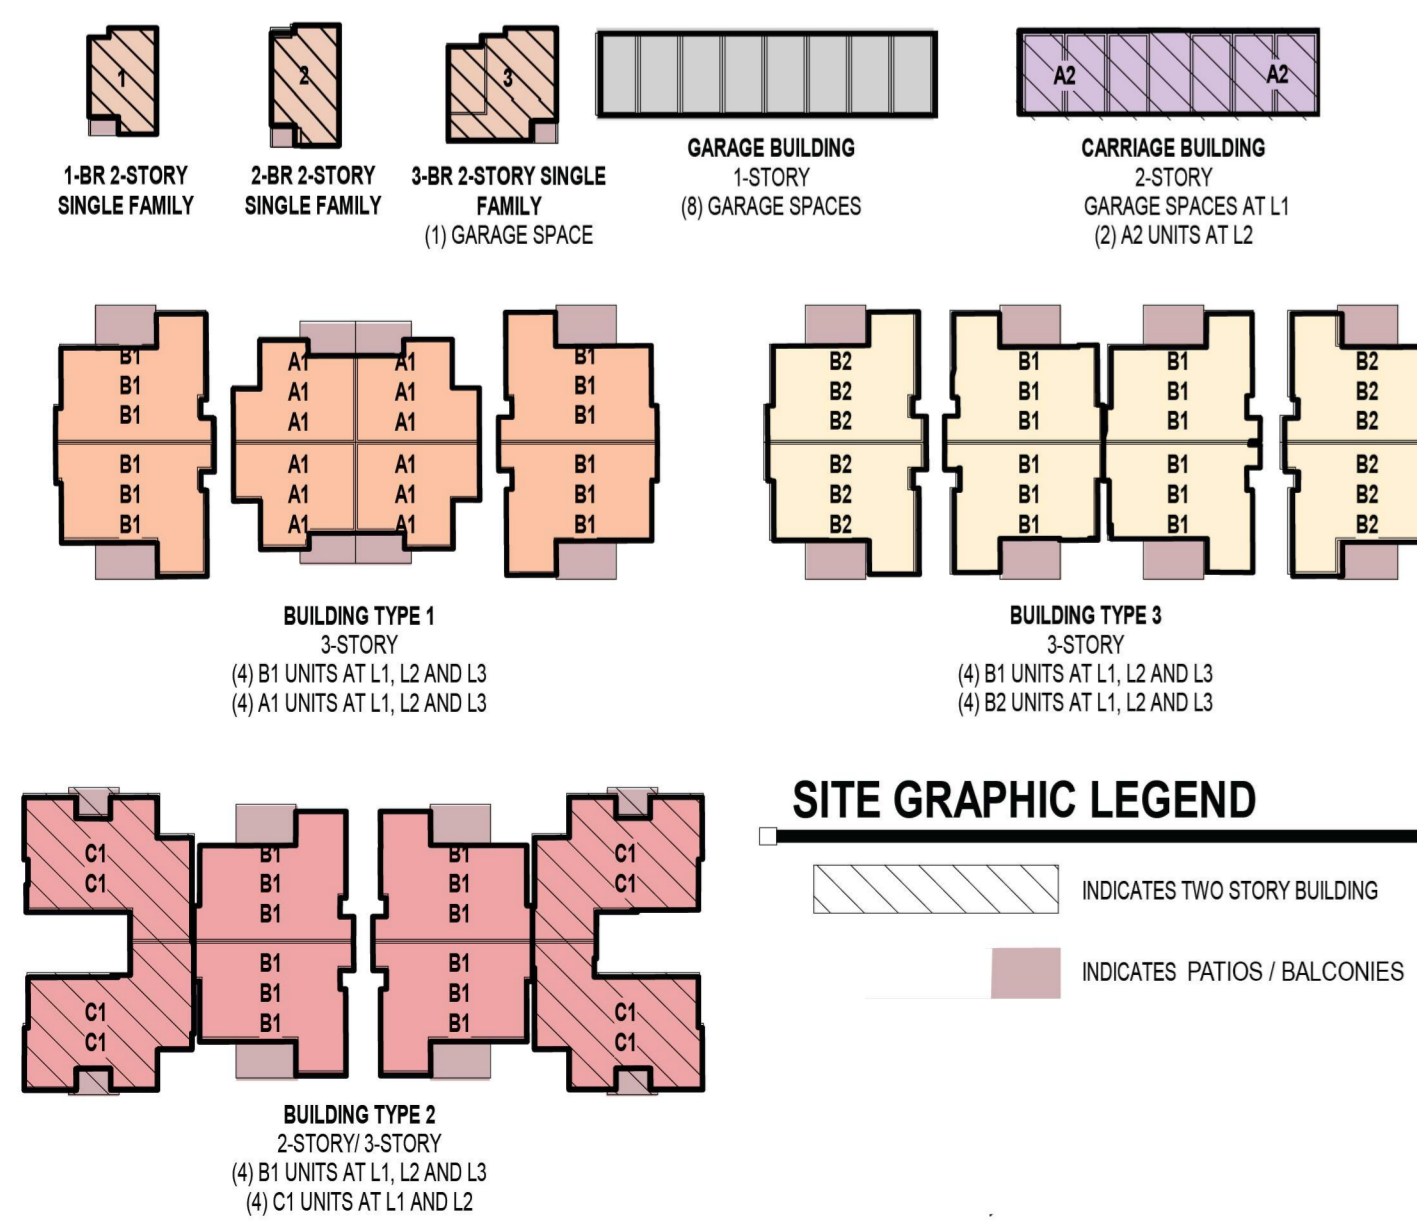 1
2
3
A2
A2
1-BR 2-STORY
SINGLE FAMILY
2-BR 2-STORY
SINGLE FAMILY
3-BR 2-STORY SINGLE
FAMILY
(1) GARAGE SPACE
GARAGE BUILDING
1-STORY
(8) GARAGE SPACES
CARRIAGE BUILDING
2-STORY
GARAGE SPACES AT L1
(2) A2 UNITS AT L2
B1
B1
B1
B1
B1
B1
A1
A1
A1
A1
A1
A1
A1
A1
A1
A1
A1
A1
B1
B1
B1
B1
B1
B1
BUILDING TYPE 1
3-STORY
(4) B1 UNITS AT L1, L2 AND L3
(4) A1 UNITS AT L1, L2 AND L3
B2
B2
B2
B2
B2
B2
B1
B1
B1
B1
B1
B1
B1
B1
B1
B1
B1
B1
B2
B2
B2
B2
B2
B2
BUILDING TYPE 3
3-STORY
(4) B1 UNITS AT L1, L2 AND L3
(4) B2 UNITS AT L1, L2 AND L3
C1
C1
C1
C1
B1
B1
B1
B1
B1
B1
B1
B1
B1
B1
B1
B1
C1
C1
C1
C1
BUILDING TYPE 2
2-STORY/ 3-STORY
(4) B1 UNITS AT L1, L2 AND L3
(4) C1 UNITS AT L1 AND L2
SITE GRAPHIC LEGEND
INDICATES TWO STORY BUILDING
INDICATES PATIOS / BALCONIES